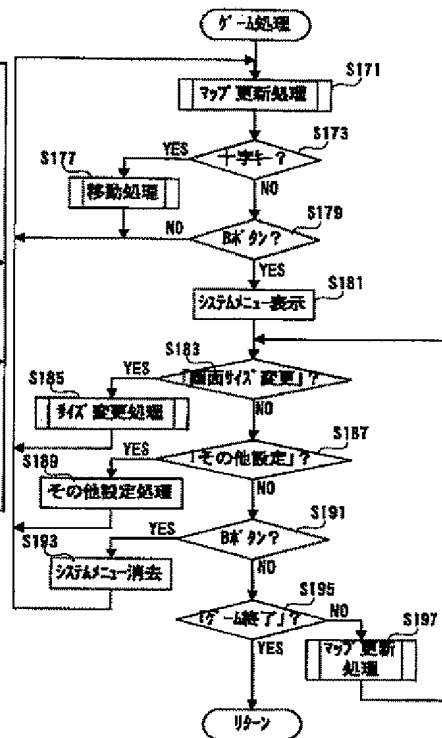 ゲーム処理
S171
マップ更新処理
S173
十字キー?
YES
NO
S177
移動処理
S179
Bボタン?
NO
YES
S181
システムメニュー表示
S183
「画面サイズ変更」?
YES
NO
S185
サイズ変更処理
S187
「その他設定」?
YES
NO
S189
その他設定処理
S191
Bボタン?
YES
NO
S193
システムメニュー消去
S195
「ゲーム終了」?
NO
YES
S197
マップ更新
処理
リターン